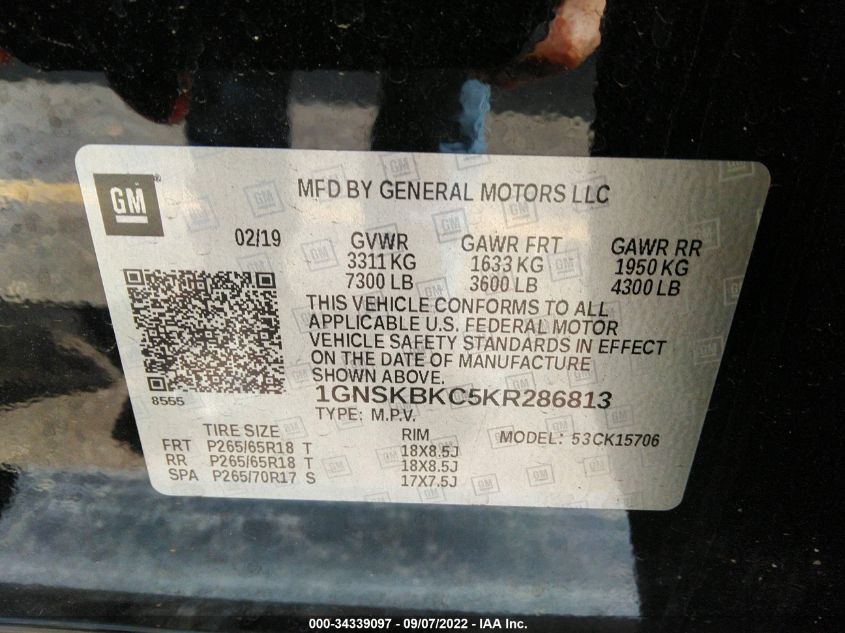 GM
MFD BY GENERAL MOTORS LLC
02/19 GVWR GAWR FRT GAWR RR
3311 KG 1633 KG 1950 KG
7300 LB 3600 LB 4300 LB
THIS VEHICLE CONFORMS TO ALL
APPLICABLE U.S. FEDERAL MOTOR
VEHICLE SAFETY STANDARDS IN EFFECT
ON THE DATE OF MANUFACTURE
SHOWN ABOVE.
8555
1GNSKBKC5KR286813
TYPE: M.P.V.
TIRE SIZE RIM MODEL: 53CK15706
FRT P265/65R18 T 18X8.5J
RR P265/65R18 T 18X8.5J
SPA P265/70R17 S 17X7.5J
000-34339097 - 09/07/2022 - IAA Inc.